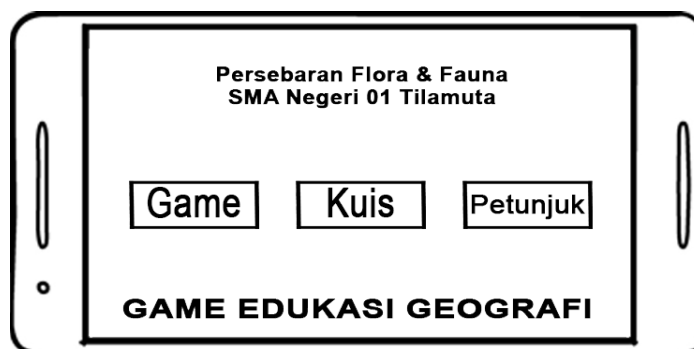 Persebaran Flora & Fauna
SMA Negeri 01 Tilamuta
Game
Kuis
Petunjuk
GAME EDUKASI GEOGRAFI